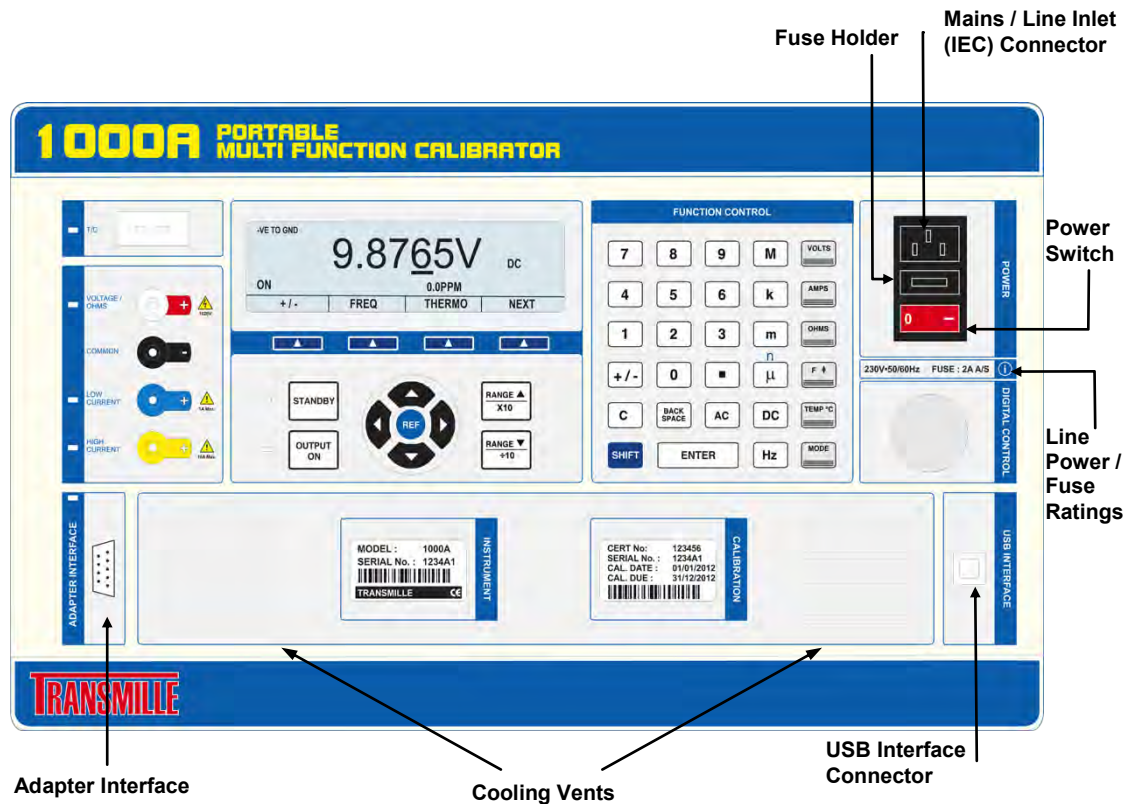 Mains / Line Inlet
(IEC) Connector
Fuse Holder
1000A PORTABLE
MULTI FUNCTION CALIBRATOR
T/C
VOLTAGE /
OHMS
COMMON
LOW
CURRENT
1A Max.
HIGH
CURRENT
10A Max.
-VE TO GND
9.8765V DC
ON 0.0PPM
+ / - FREQ THERMO NEXT
STANDBY
OUTPUT
ON
REF
RANGE ▲
X10
RANGE ▼
÷10
FUNCTION CONTROL
7 8 9 M VOLTS
4 5 6 k AMPS
1 2 3 m OHMS
n
+ / - 0 ■ µ F
C BACK
SPACE AC DC TEMP °C
SHIFT ENTER Hz MODE
POWER
0 –
Power
Switch
230V•50/60Hz FUSE : 2A A/S
DIGITAL CONTROL
Line
Power /
Fuse
Ratings
ADAPTER INTERFACE
MODEL : 1000A
SERIAL No. : 1234A1
TRANSMILLE CE
INSTRUMENT
CERT No: 123456
SERIAL No. : 1234A1
CAL. DATE : 01/01/2012
CAL. DUE : 31/12/2012
CALIBRATION
USB INTERFACE
TRANSMILLE
Adapter Interface
Cooling Vents
USB Interface
Connector